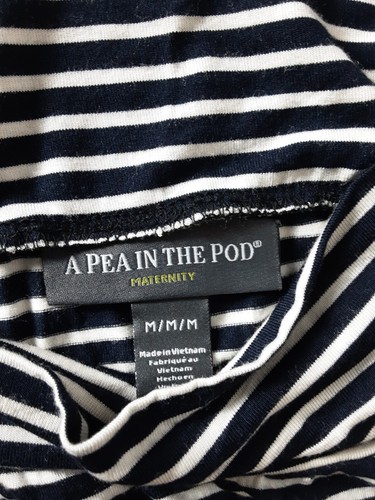 A PEA IN THE POD®
MATERNITY
M/M/M
Made in Vietnam
Fabriqué au
Vietnam
Hecho en